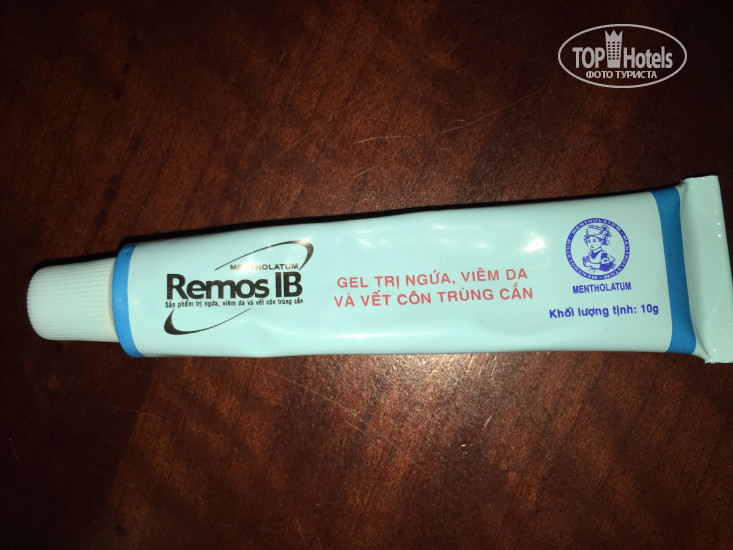 TOP Hotels
ФОТО ТУРИСТА
MENTHOLATUM
Remos IB
Sản phẩm trị ngứa, viêm da và vết côn trùng cắn
GEL TRỊ NGỨA, VIÊM DA
VÀ VẾT CÔN TRÙNG CẮN
MENTHOLATUM
Khối lượng tịnh: 10g